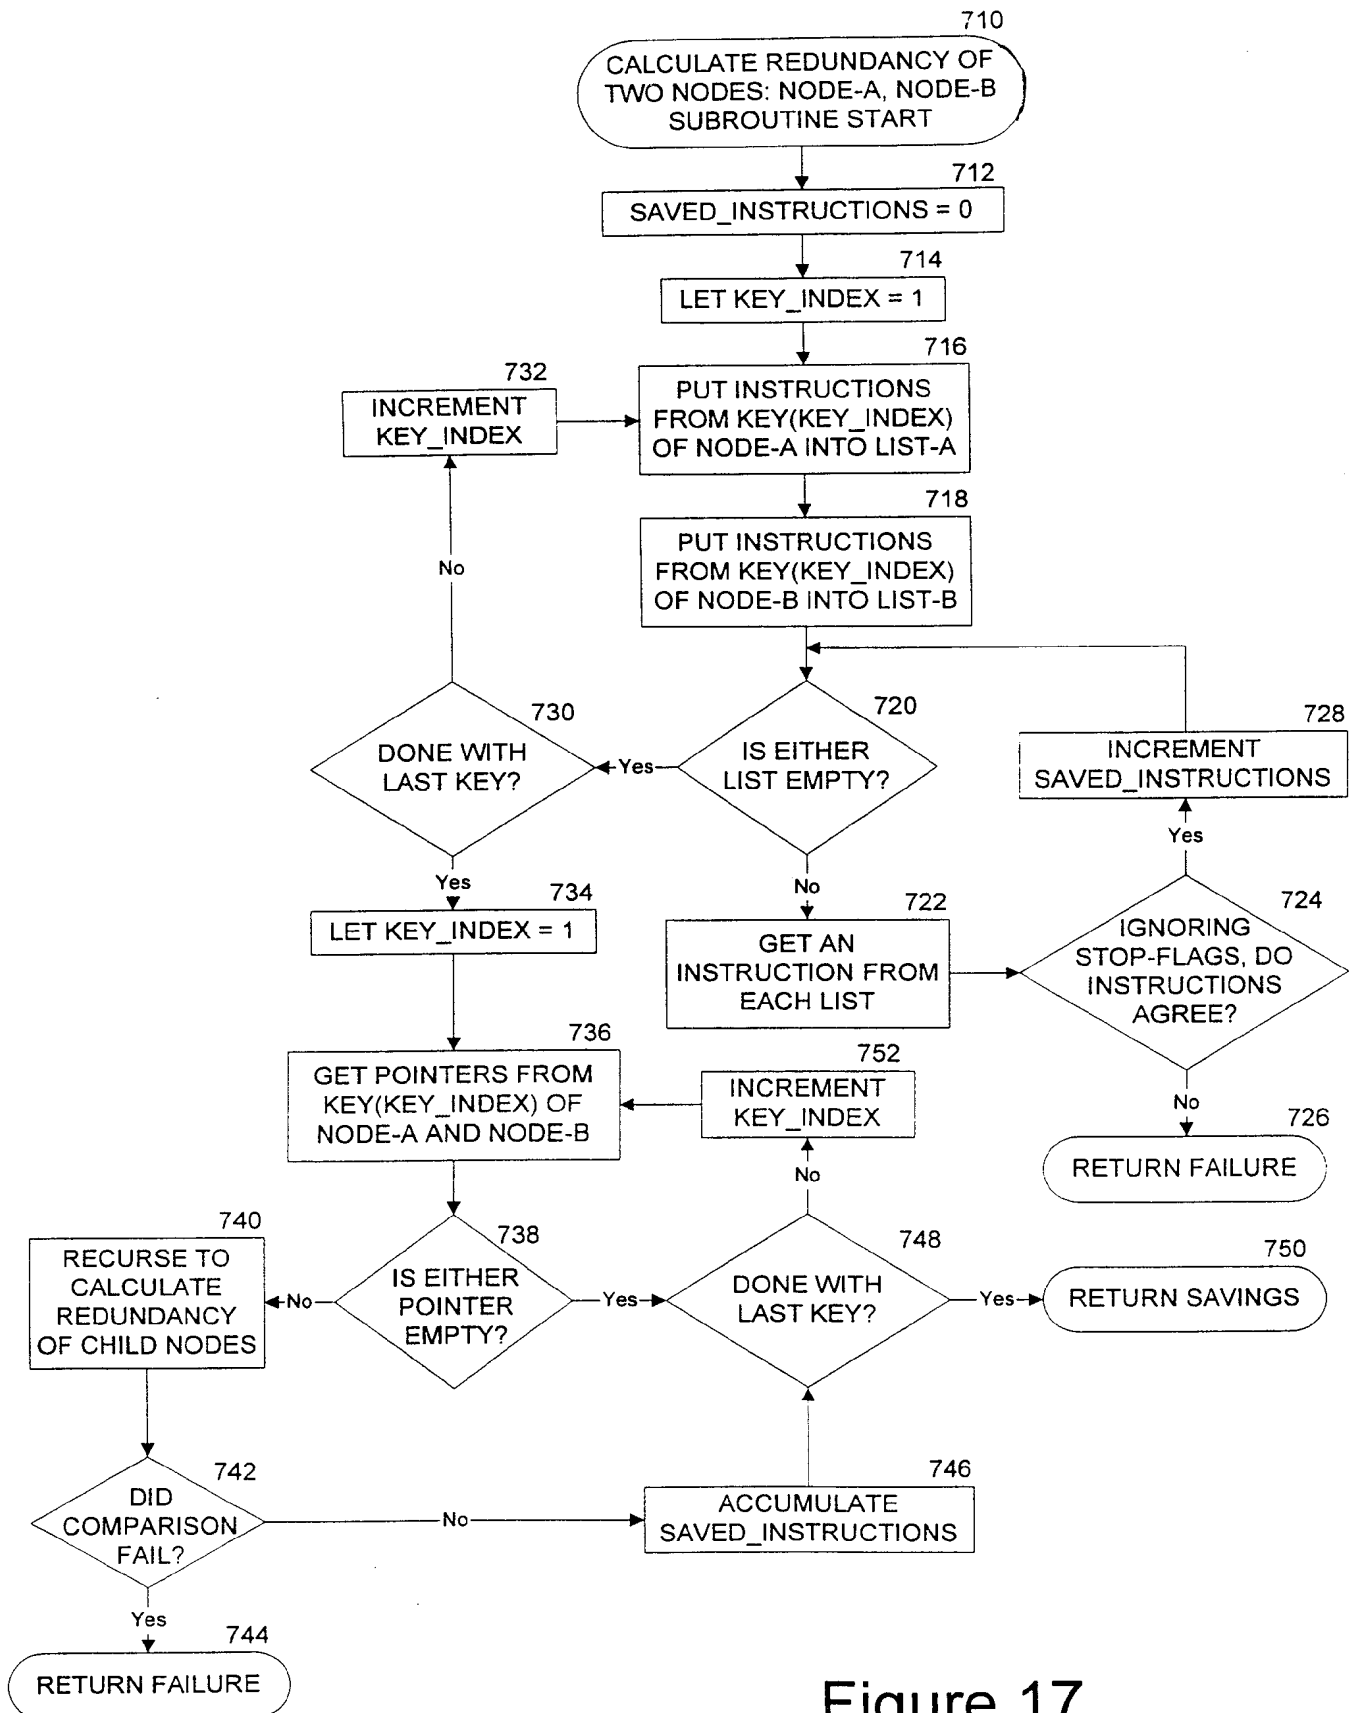 710
CALCULATE REDUNDANCY OF
TWO NODES: NODE-A, NODE-B
SUBROUTINE START
712
SAVED_INSTRUCTIONS = 0
714
LET KEY_INDEX = 1
716
PUT INSTRUCTIONS
FROM KEY(KEY_INDEX)
OF NODE-A INTO LIST-A
732
INCREMENT
KEY_INDEX
718
PUT INSTRUCTIONS
FROM KEY(KEY_INDEX)
OF NODE-B INTO LIST-B
No
730
DONE WITH
LAST KEY?
Yes
720
IS EITHER
LIST EMPTY?
728
INCREMENT
SAVED_INSTRUCTIONS
Yes
Yes
No
734
LET KEY_INDEX = 1
722
GET AN
INSTRUCTION FROM
EACH LIST
724
IGNORING
STOP-FLAGS, DO
INSTRUCTIONS
AGREE?
No
726
RETURN FAILURE
736
GET POINTERS FROM
KEY(KEY_INDEX) OF
NODE-A AND NODE-B
752
INCREMENT
KEY_INDEX
No
740
RECURSE TO
CALCULATE
REDUNDANCY
OF CHILD NODES
No
738
IS EITHER
POINTER
EMPTY?
Yes
748
DONE WITH
LAST KEY?
Yes
750
RETURN SAVINGS
742
DID
COMPARISON
FAIL?
No
746
ACCUMULATE
SAVED_INSTRUCTIONS
Yes
744
RETURN FAILURE
Figure 17